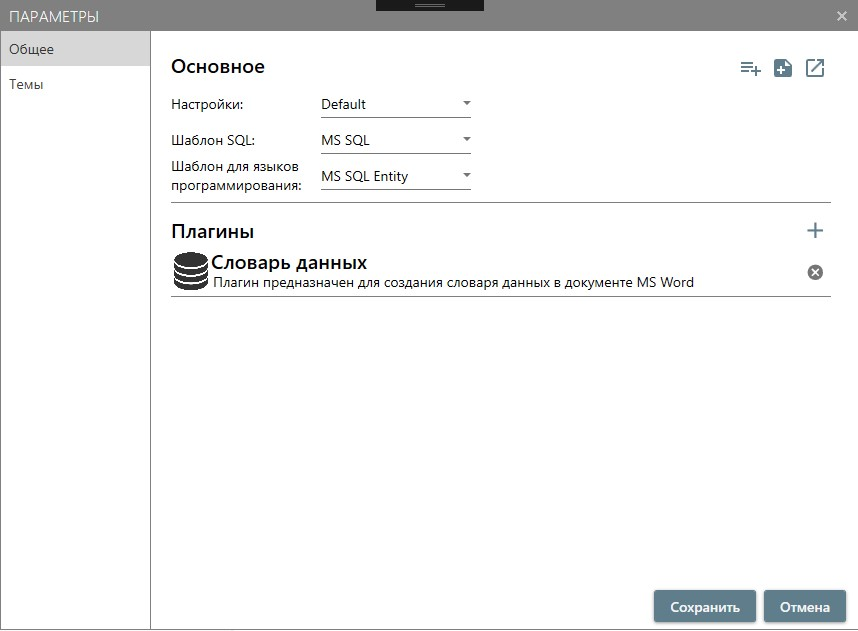 ПАРАМЕТРЫ
Общее
Темы
Основное
Настройки:
Default
Шаблон SQL:
MS SQL
Шаблон для языков
программирования:
MS SQL Entity
Плагины
Словарь данных
Плагин предназначен для создания словаря данных в документе MS Word
Сохранить
Отмена